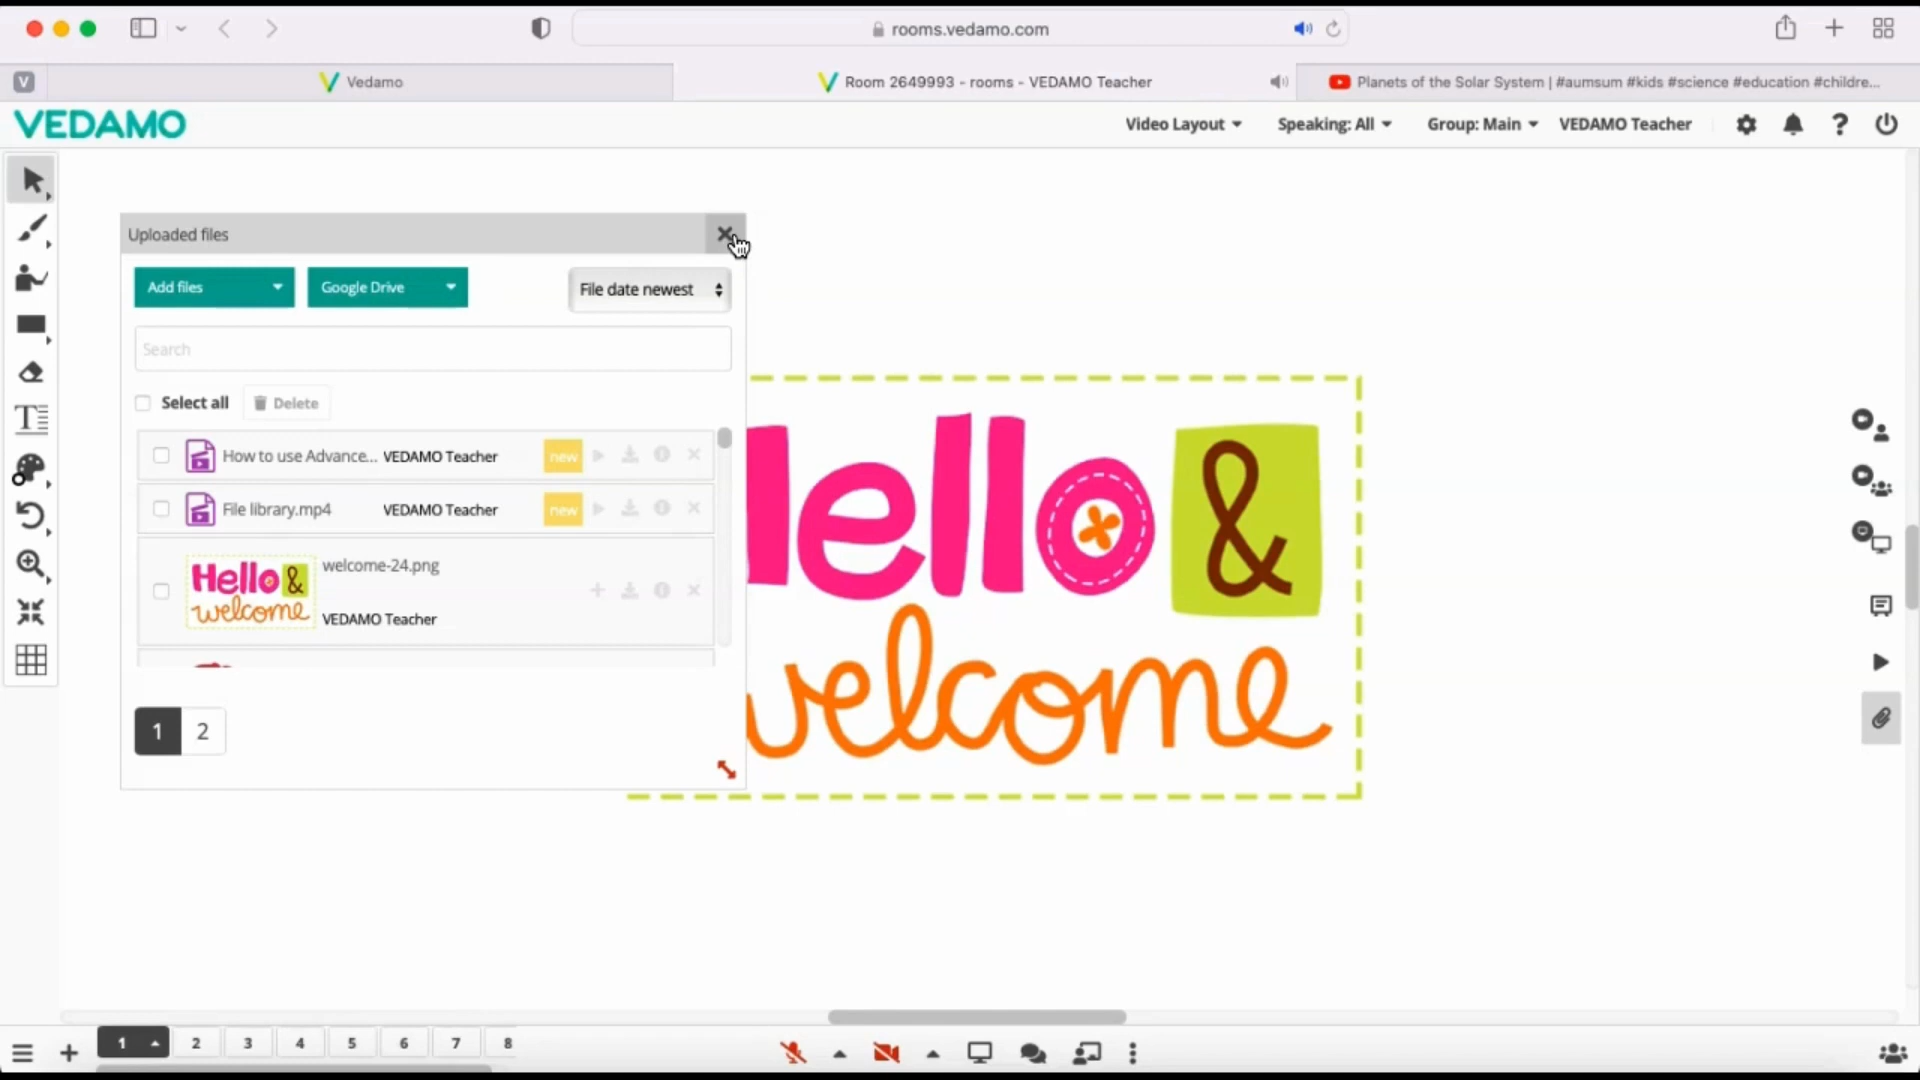 rooms.vedamo.com
V
Vedamo
Room 2649993 - rooms - VEDAMO Teacher
Planets of the Solar System | #aumsum #kids #science #education #childre...
VEDAMO
Video Layout
Speaking: All
Group: Main
VEDAMO Teacher
Uploaded files
Add files
Google Drive
File date newest
Search
Select all
Delete
How to use Advance... VEDAMO Teacher new
File library.mp4 VEDAMO Teacher new
Hello &
welcome
welcome-24.png
VEDAMO Teacher
1 2
Hello &
welcome
1 2 3 4 5 6 7 8